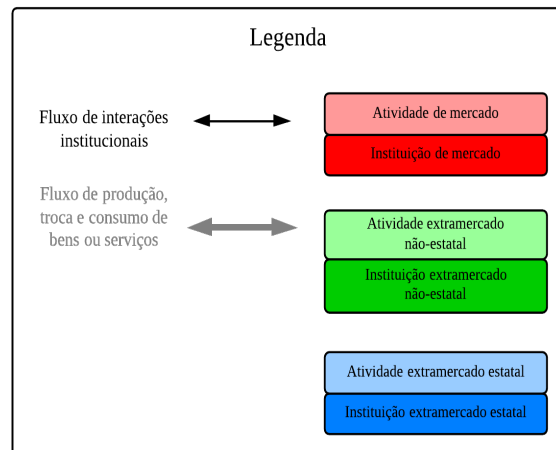 Legenda
Fluxo de interações
institucionais
Fluxo de produção,
troca e consumo de
bens ou serviços
Atividade de mercado
Instituição de mercado
Atividade extramercado
não-estatal
Instituição extramercado
não-estatal
Atividade extramercado estatal
Instituição extramercado estatal